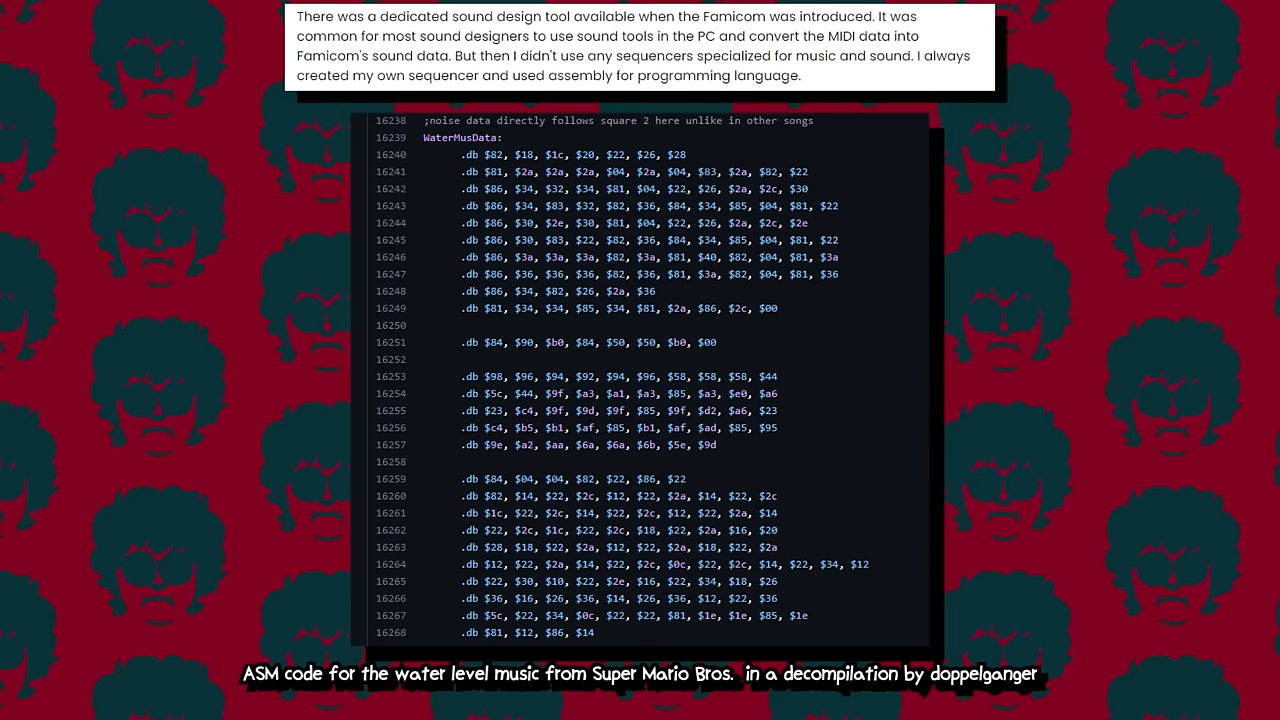 There was a dedicated sound design tool available when the Famicom was introduced. It was
common for most sound designers to use sound tools in the PC and convert the MIDI data into
Famicom's sound data. But then I didn't use any sequencers specialized for music and sound. I always
created my own sequencer and used assembly for programming language.
16238 ;noise data directly follows square 2 here unlike in other songs
16239 WaterMusData:
16240 .db $82, $18, $1c, $20, $22, $26, $28
16241 .db $81, $2a, $2a, $2a, $04, $2a, $04, $83, $2a, $82, $22
16242 .db $86, $34, $32, $34, $81, $04, $22, $26, $2a, $2c, $30
16243 .db $86, $34, $83, $32, $82, $36, $84, $34, $85, $04, $81, $22
16244 .db $86, $30, $2e, $30, $81, $04, $22, $26, $2a, $2c, $2e
16245 .db $86, $30, $83, $22, $82, $36, $84, $34, $85, $04, $81, $22
16246 .db $86, $3a, $3a, $3a, $82, $3a, $81, $40, $82, $04, $81, $3a
16247 .db $86, $36, $36, $36, $82, $36, $81, $3a, $82, $04, $81, $36
16248 .db $86, $34, $82, $26, $2a, $36
16249 .db $81, $34, $34, $85, $34, $81, $2a, $86, $2c, $00
16250
16251 .db $84, $90, $b0, $84, $50, $50, $b0, $00
16252
16253 .db $98, $96, $94, $92, $94, $96, $58, $58, $58, $44
16254 .db $5c, $44, $9f, $a3, $a1, $a3, $85, $a3, $e0, $a6
16255 .db $23, $c4, $9f, $9d, $9f, $85, $9f, $d2, $a6, $23
16256 .db $c4, $b5, $b1, $af, $85, $b1, $af, $ad, $85, $95
16257 .db $9e, $a2, $aa, $6a, $6a, $6b, $5e, $9d
16258
16259 .db $84, $04, $04, $82, $22, $86, $22
16260 .db $82, $14, $22, $2c, $12, $22, $2a, $14, $22, $2c
16261 .db $1c, $22, $2c, $14, $22, $2c, $12, $22, $2a, $14
16262 .db $22, $2c, $1c, $22, $2c, $18, $22, $2a, $16, $20
16263 .db $28, $18, $22, $2a, $12, $22, $2a, $18, $22, $2a
16264 .db $12, $22, $2a, $14, $22, $2c, $0c, $22, $2c, $14, $22, $34, $12
16265 .db $22, $30, $10, $22, $2e, $16, $22, $34, $18, $26
16266 .db $36, $16, $26, $36, $14, $26, $36, $12, $22, $36
16267 .db $5c, $22, $34, $0c, $22, $22, $81, $1e, $1e, $85, $1e
16268 .db $81, $12, $86, $14
ASM code for the water level music from Super Mario Bros. in a decompilation by doppelganger